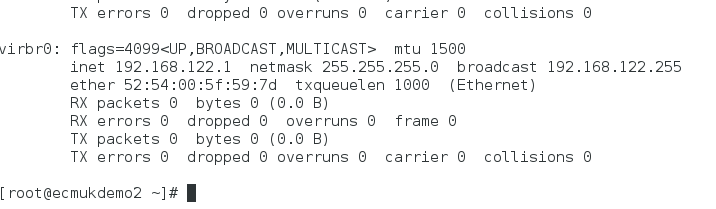 TX errors 0  dropped 0 overruns 0  carrier 0  collisions 0
virbr0: flags=4099<UP,BROADCAST,MULTICAST>  mtu 1500
inet 192.168.122.1  netmask 255.255.255.0  broadcast 192.168.122.255
ether 52:54:00:5f:59:7d  txqueuelen 1000  (Ethernet)
RX packets 0  bytes 0 (0.0 B)
RX errors 0  dropped 0  overruns 0  frame 0
TX packets 0  bytes 0 (0.0 B)
TX errors 0  dropped 0 overruns 0  carrier 0  collisions 0
[root@ecmukdemo2 ~]#